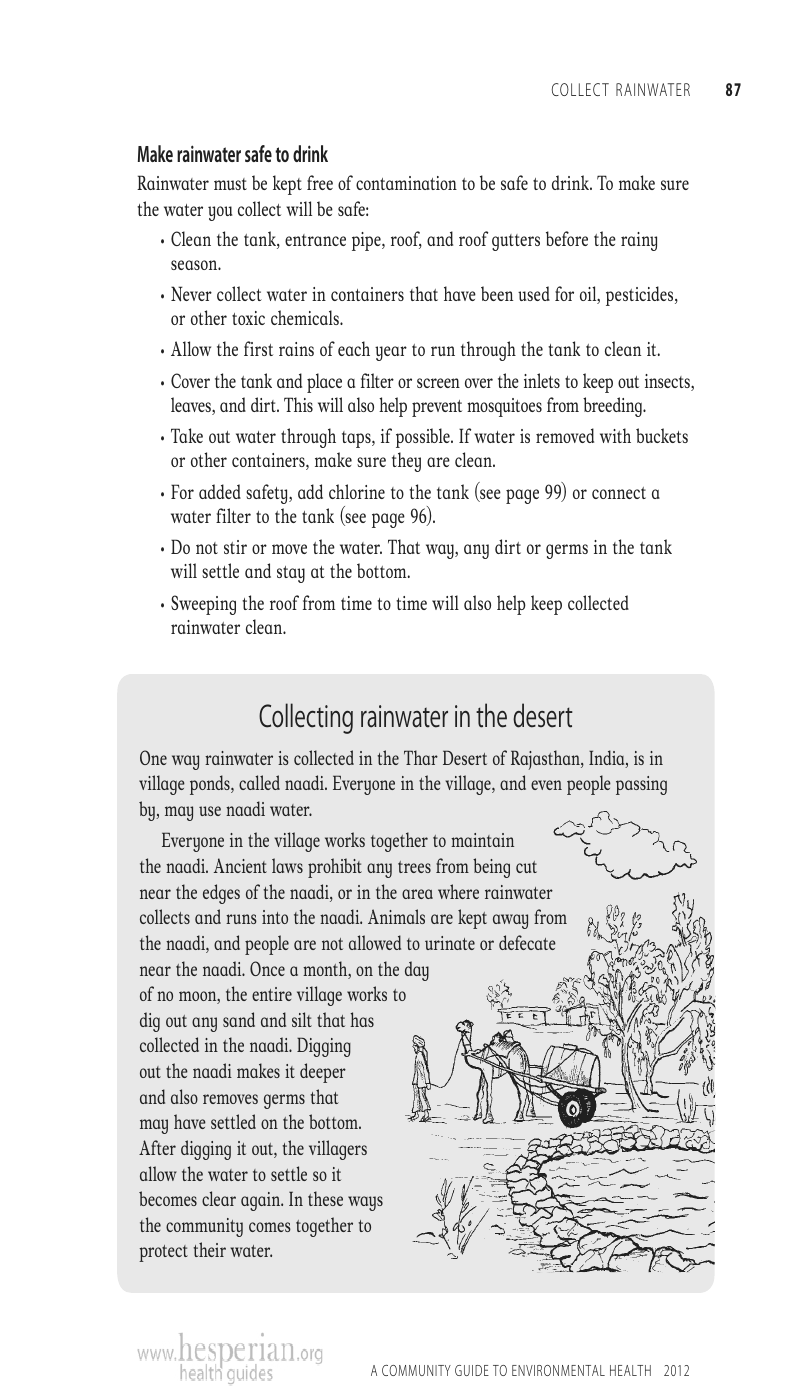 COLLECT RAINWATER 87
Make rainwater safe to drink
Rainwater must be kept free of contamination to be safe to drink. To make sure
the water you collect will be safe:
• Clean the tank, entrance pipe, roof, and roof gutters before the rainy
season.
• Never collect water in containers that have been used for oil, pesticides,
or other toxic chemicals.
• Allow the first rains of each year to run through the tank to clean it.
• Cover the tank and place a filter or screen over the inlets to keep out insects,
leaves, and dirt. This will also help prevent mosquitoes from breeding.
• Take out water through taps, if possible. If water is removed with buckets
or other containers, make sure they are clean.
• For added safety, add chlorine to the tank (see page 99) or connect a
water filter to the tank (see page 96).
• Do not stir or move the water. That way, any dirt or germs in the tank
will settle and stay at the bottom.
• Sweeping the roof from time to time will also help keep collected
rainwater clean.
Collecting rainwater in the desert
One way rainwater is collected in the Thar Desert of Rajasthan, India, is in
village ponds, called naadi. Everyone in the village, and even people passing
by, may use naadi water.
Everyone in the village works together to maintain
the naadi. Ancient laws prohibit any trees from being cut
near the edges of the naadi, or in the area where rainwater
collects and runs into the naadi. Animals are kept away from
the naadi, and people are not allowed to urinate or defecate
near the naadi. Once a month, on the day
of no moon, the entire village works to
dig out any sand and silt that has
collected in the naadi. Digging
out the naadi makes it deeper
and also removes germs that
may have settled on the bottom.
After digging it out, the villagers
allow the water to settle so it
becomes clear again. In these ways
the community comes together to
protect their water.
www.hesperian.org
health guides
A COMMUNITY GUIDE TO ENVIRONMENTAL HEALTH 2012